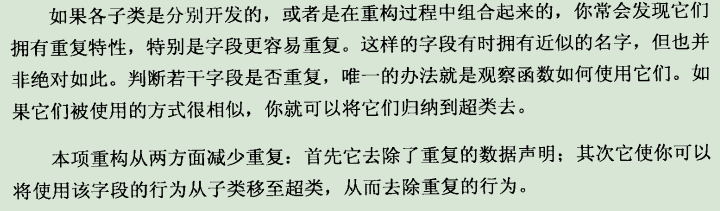 如果各子类是分别开发的，或者是在重构过程中组合起来的，你常会发现它们
拥有重复特性，特别是字段更容易重复。这样的字段有时拥有近似的名字，但也并
非绝对如此。判断若干字段是否重复，唯一的办法就是观察函数如何使用它们。如
果它们被使用的方式很相似，你就可以将它们归纳到超类去。
本项重构从两方面减少重复：首先它去除了重复的数据声明；其次它使你可以
将使用该字段的行为从子类移至超类，从而去除重复的行为。